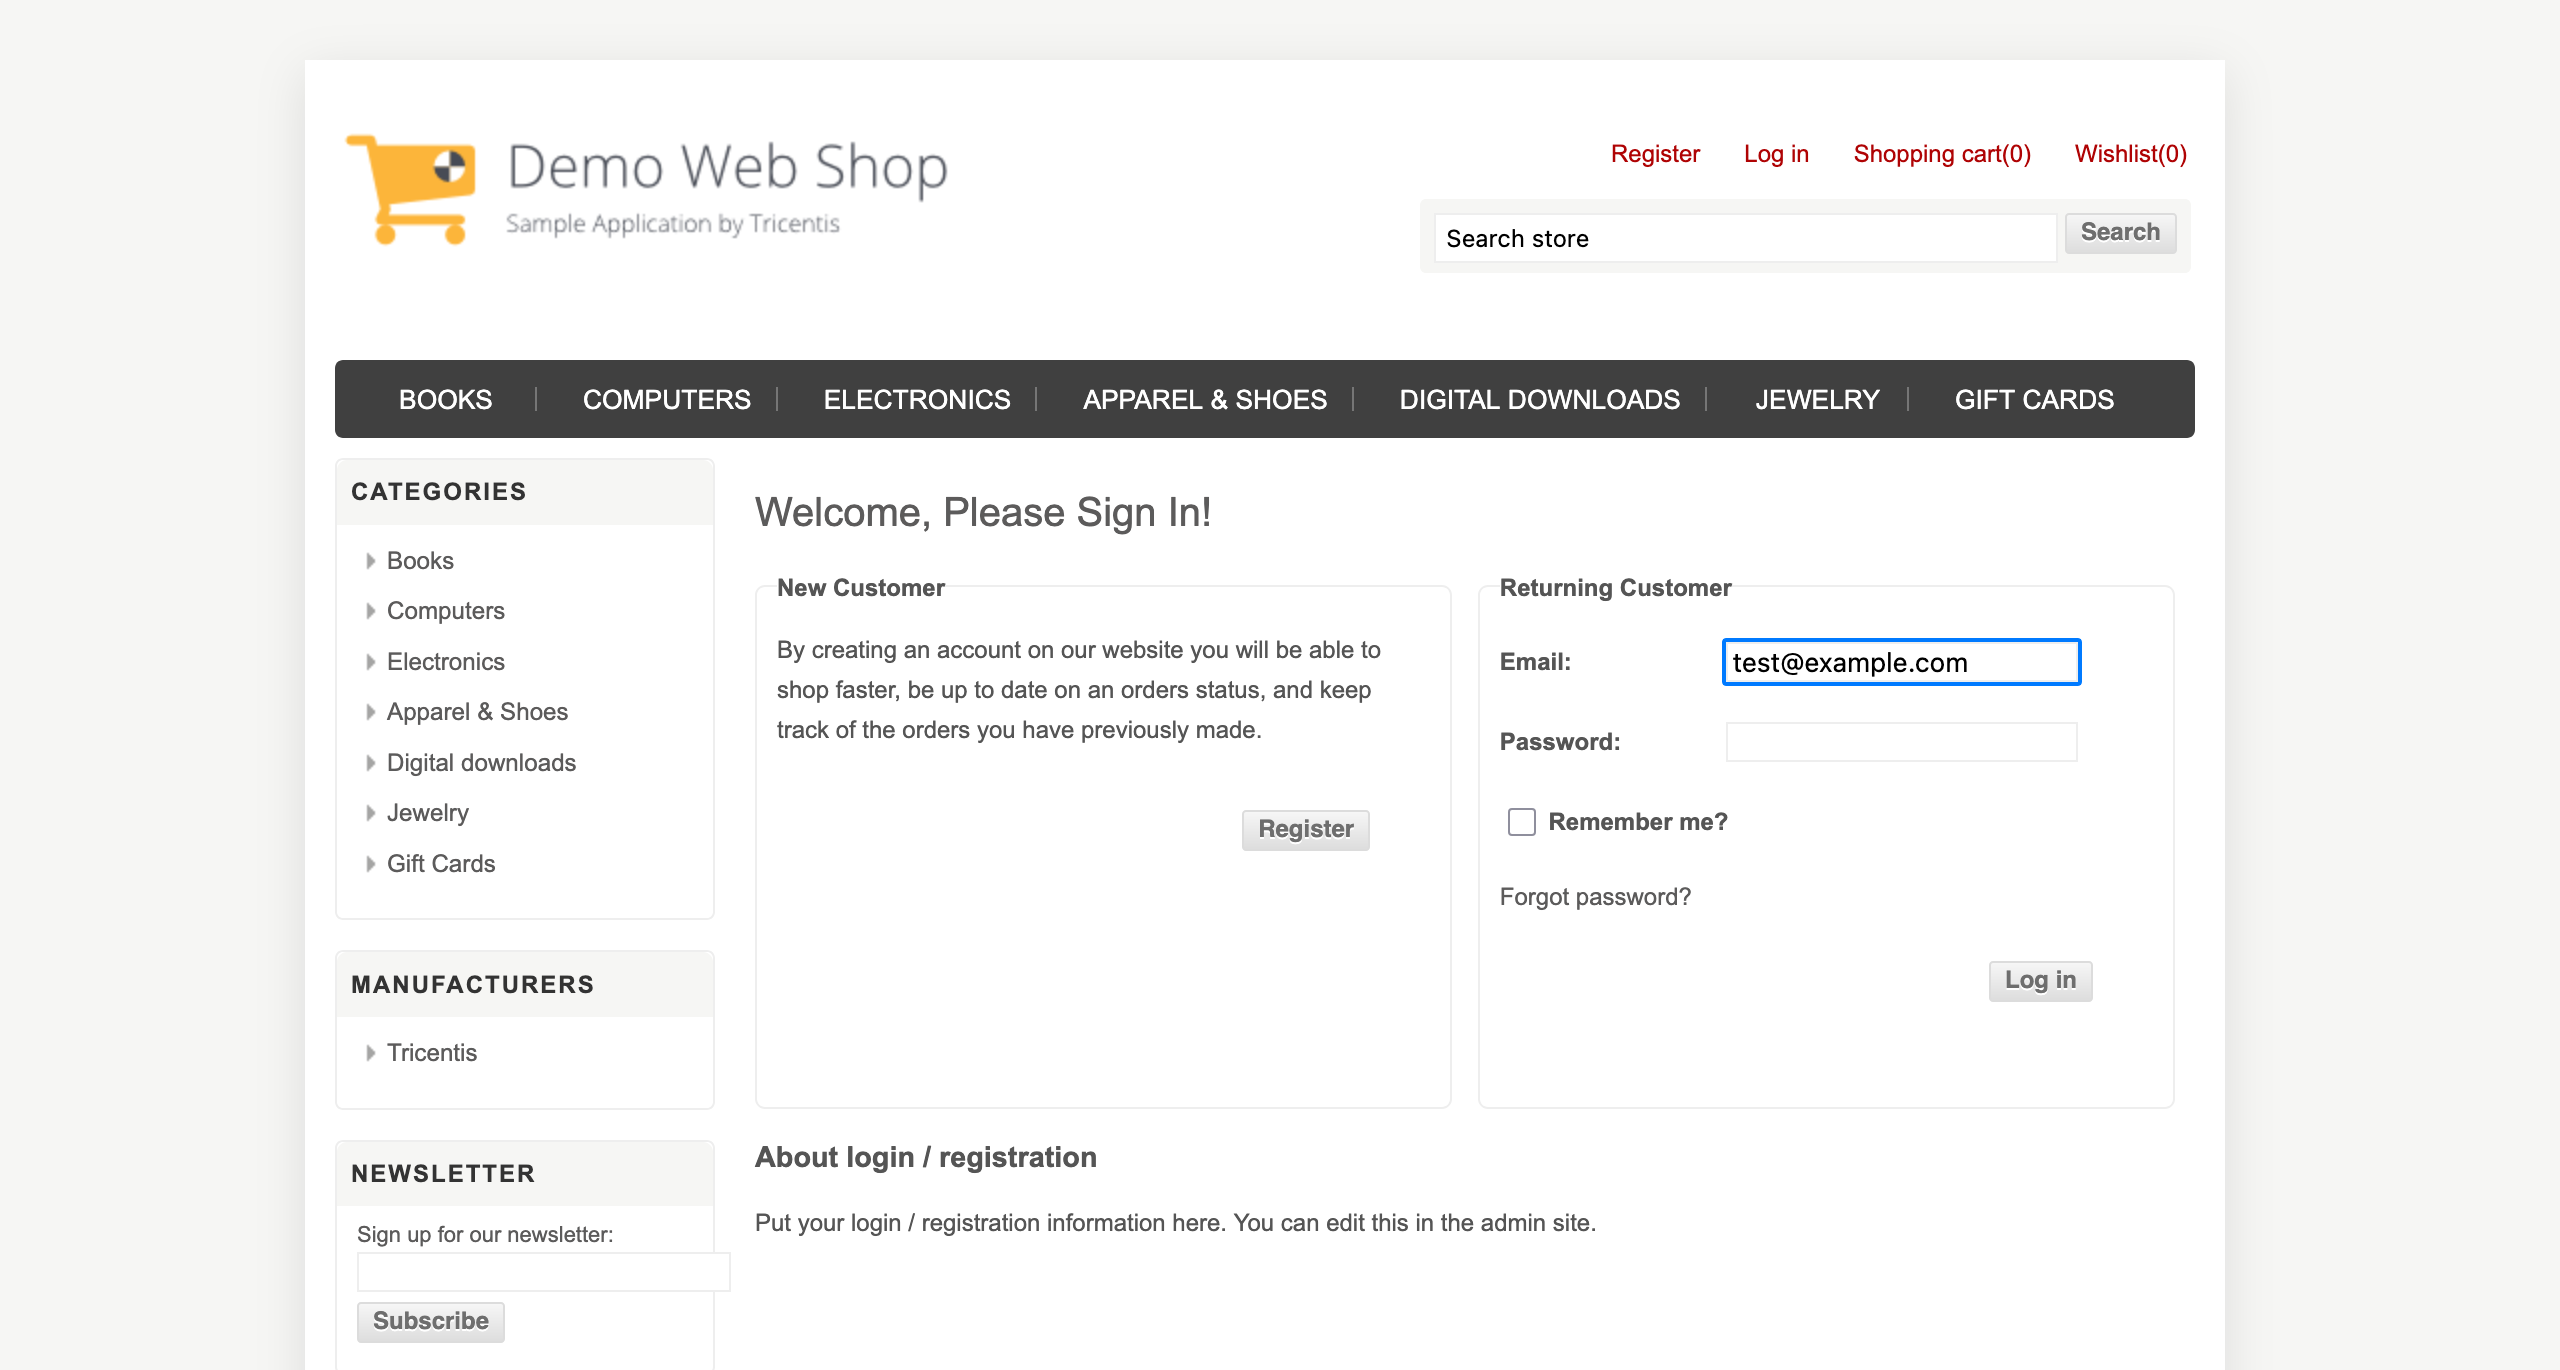 Demo Web Shop
Sample Application by Tricentis
Register Log in Shopping cart(0) Wishlist(0)
Search store Search
BOOKS COMPUTERS ELECTRONICS APPAREL & SHOES DIGITAL DOWNLOADS JEWELRY GIFT CARDS
CATEGORIES
Books
Computers
Electronics
Apparel & Shoes
Digital downloads
Jewelry
Gift Cards
MANUFACTURERS
Tricentis
NEWSLETTER
Sign up for our newsletter:
Subscribe
Welcome, Please Sign In!
New Customer
By creating an account on our website you will be able to
shop faster, be up to date on an orders status, and keep
track of the orders you have previously made.
Register
Returning Customer
Email: test@example.com
Password:
Remember me?
Forgot password?
Log in
About login / registration
Put your login / registration information here. You can edit this in the admin site.